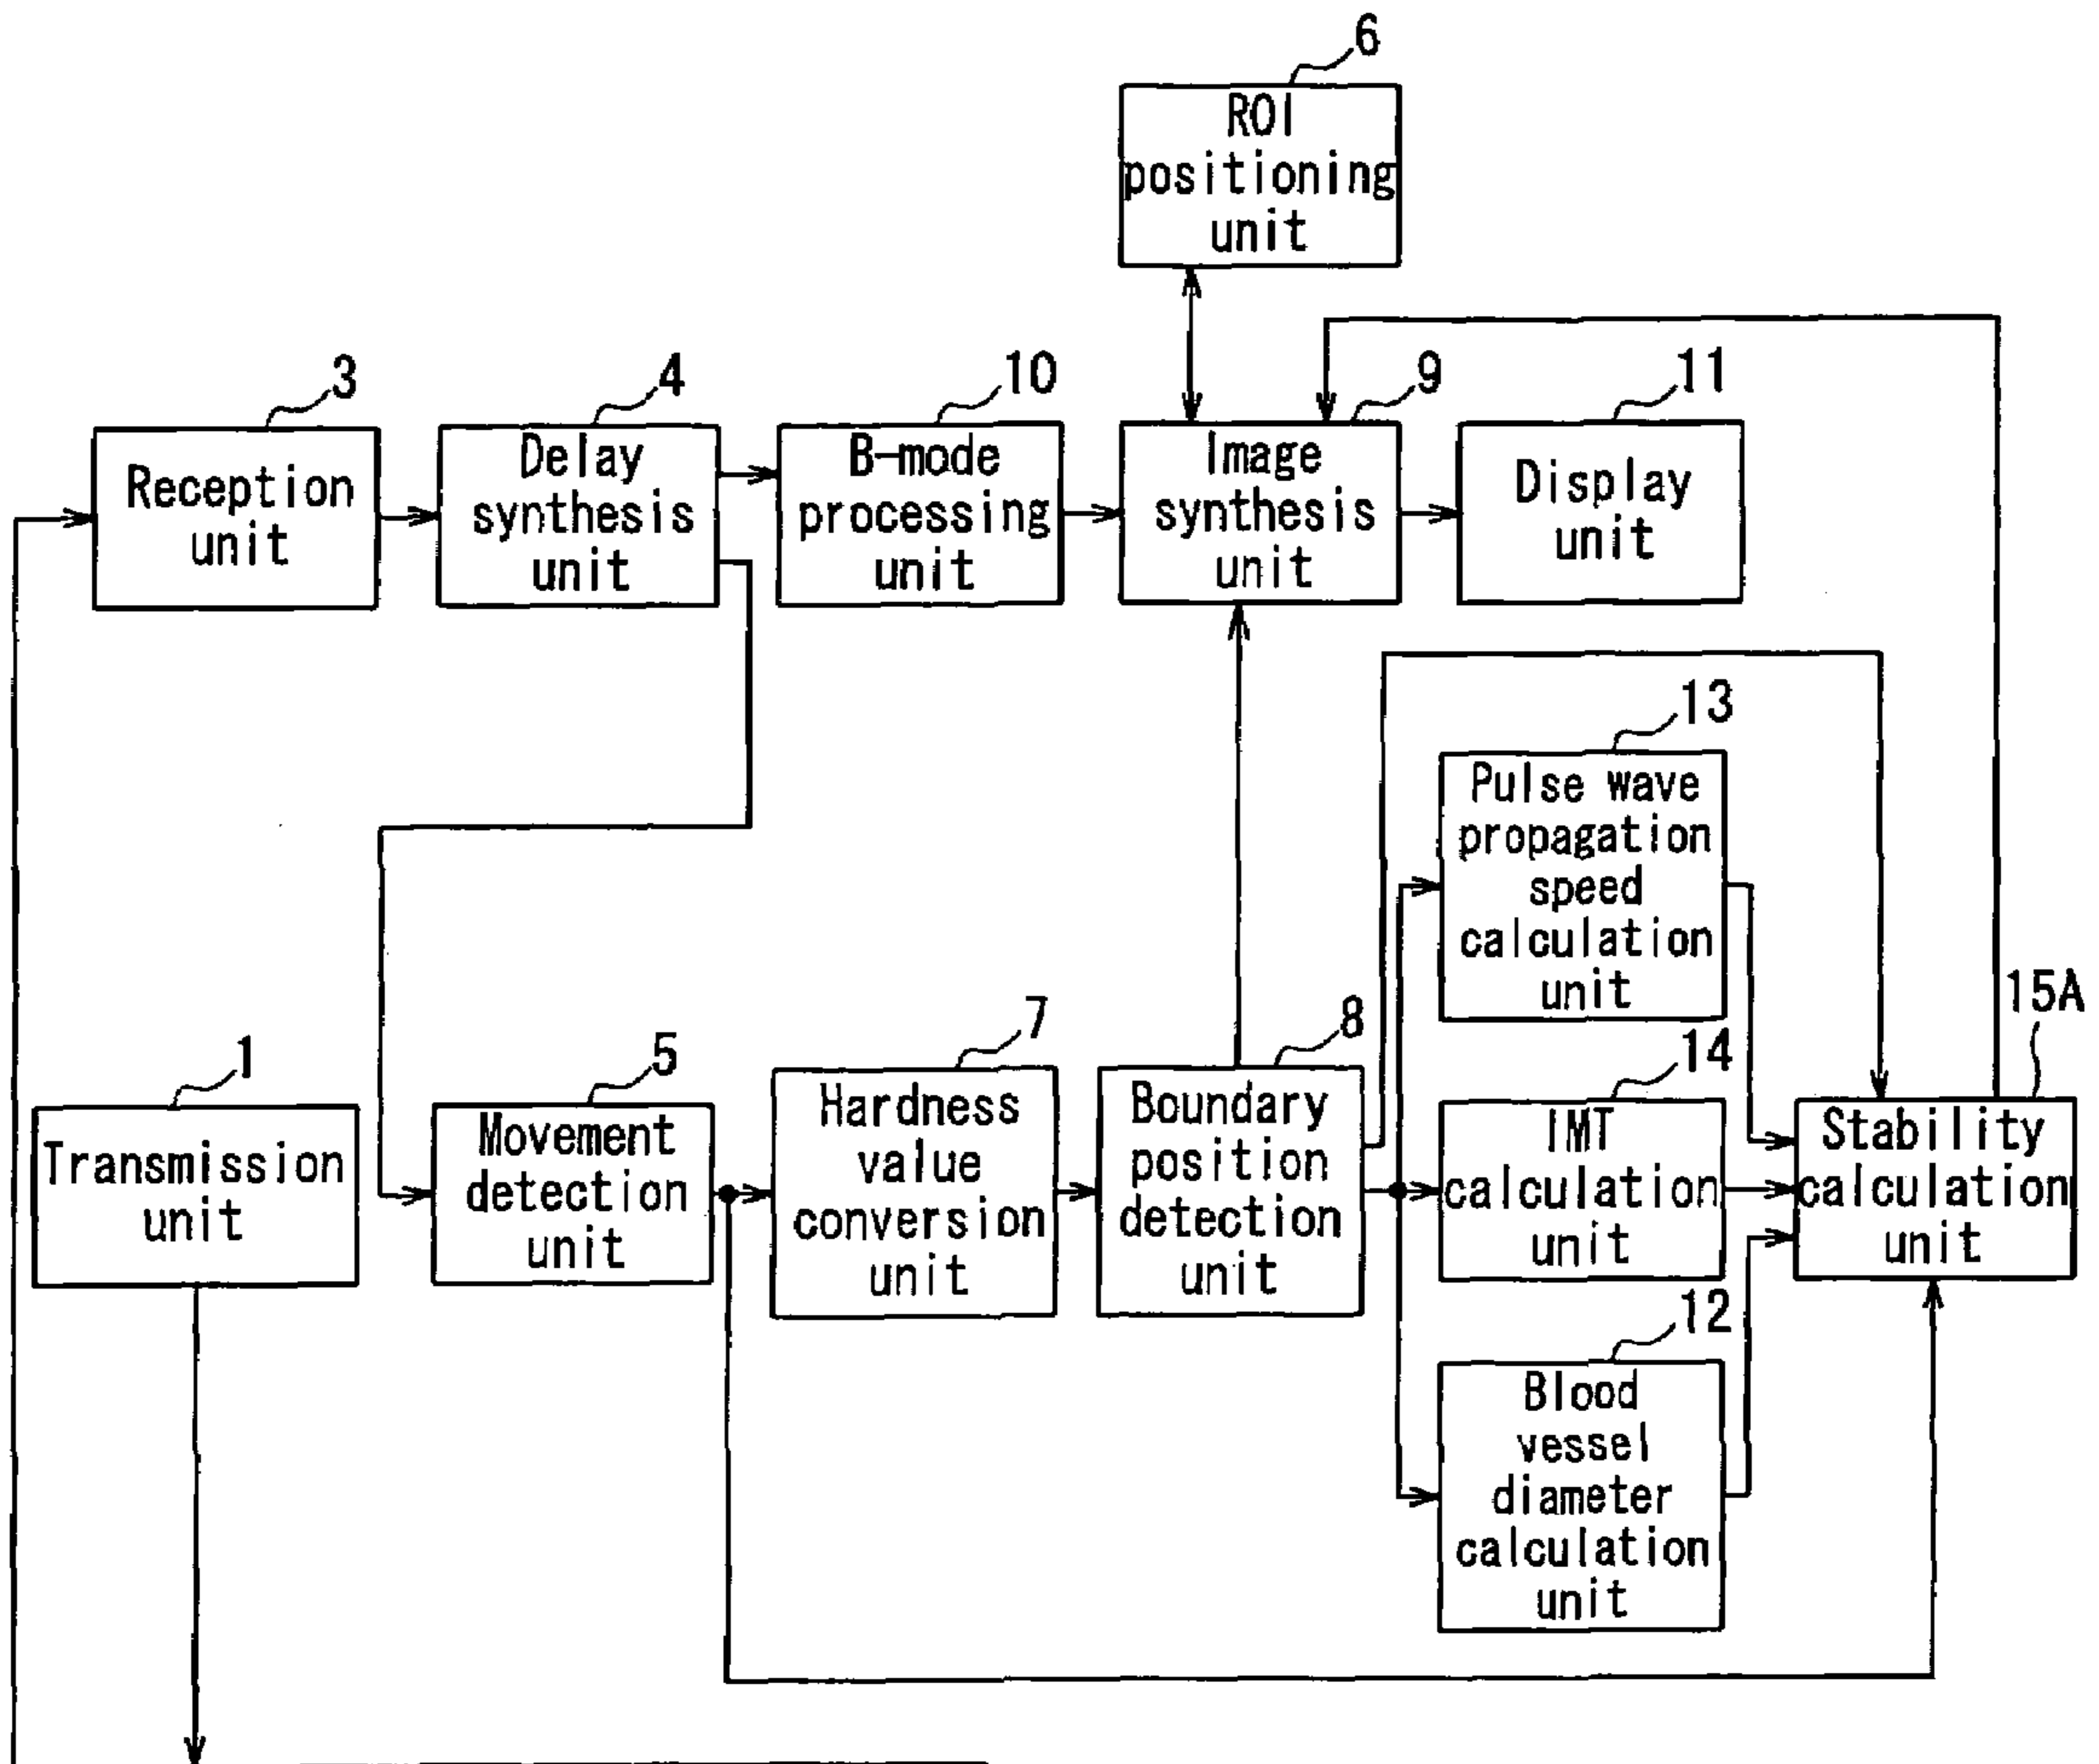 6
ROI
positioning
unit
3
Reception
unit
4
Delay
synthesis
unit
10
B-mode
processing
unit
9
Image
synthesis
unit
11
Display
unit
13
Pulse wave
propagation
speed
calculation
unit
1
Transmission
unit
5
Movement
detection
unit
7
Hardness
value
conversion
unit
8
Boundary
position
detection
unit
14
IMT
calculation
unit
15A
Stability
calculation
unit
12
Blood
vessel
diameter
calculation
unit